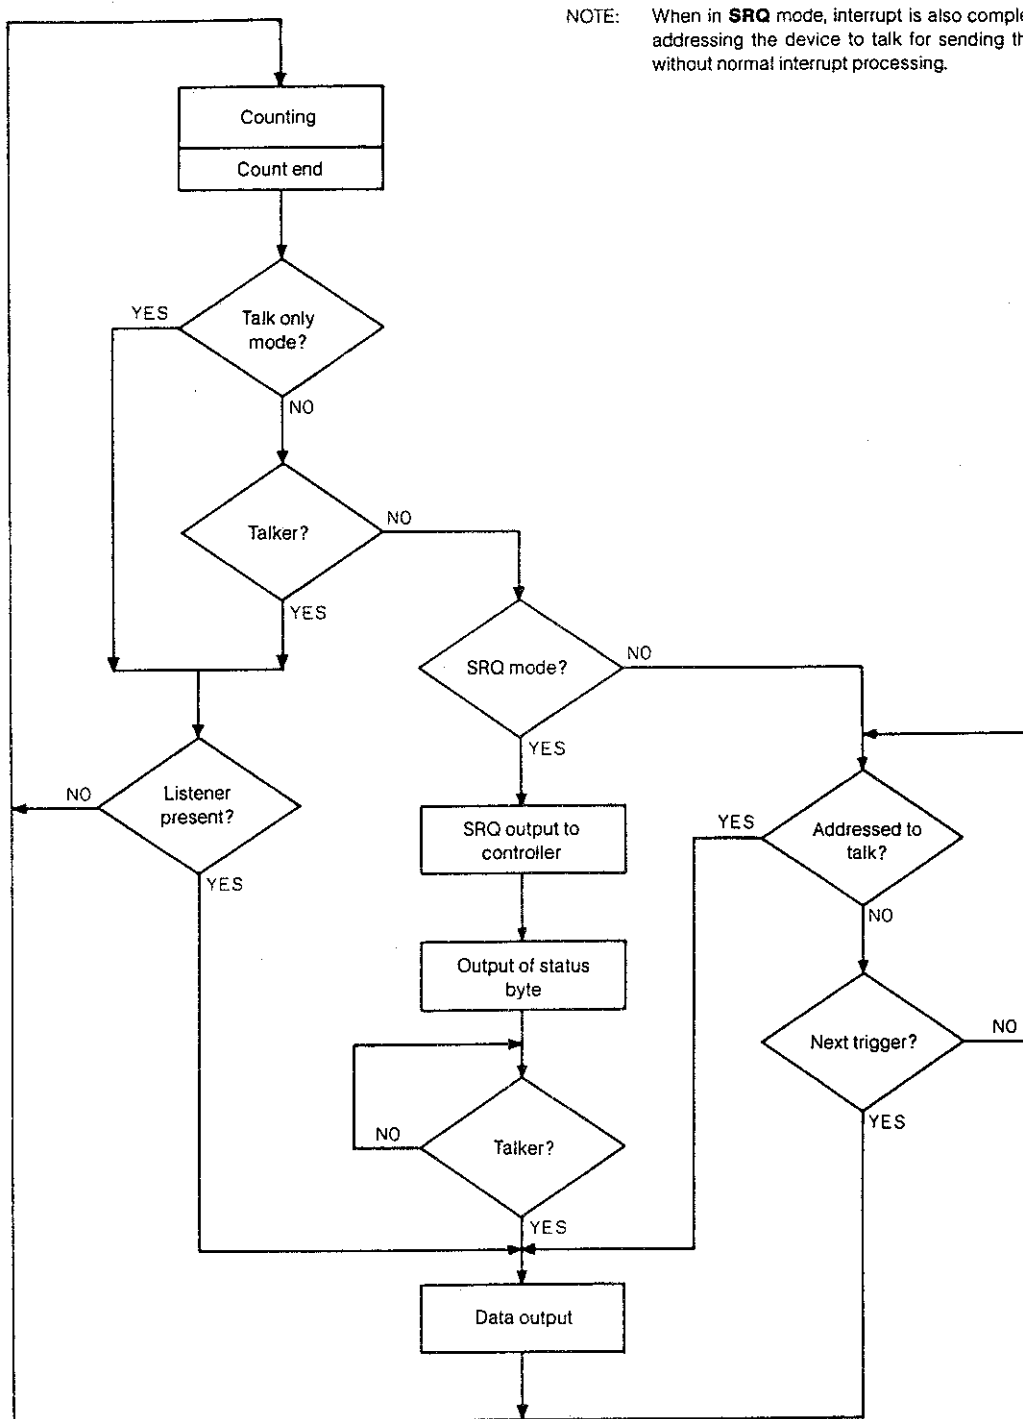 NOTE: When in SRQ mode, interrupt is also
addressing the device to talk for sending
without normal interrupt processing.
Counting
Count end
Talk only
mode?
YES
NO
Talker?
NO
YES
SRQ mode?
NO
YES
Listener
present?
NO
YES
SRQ output to
controller
Addressed to
talk?
YES
NO
Output of status
byte
Next trigger?
NO
YES
Talker?
NO
YES
Data output